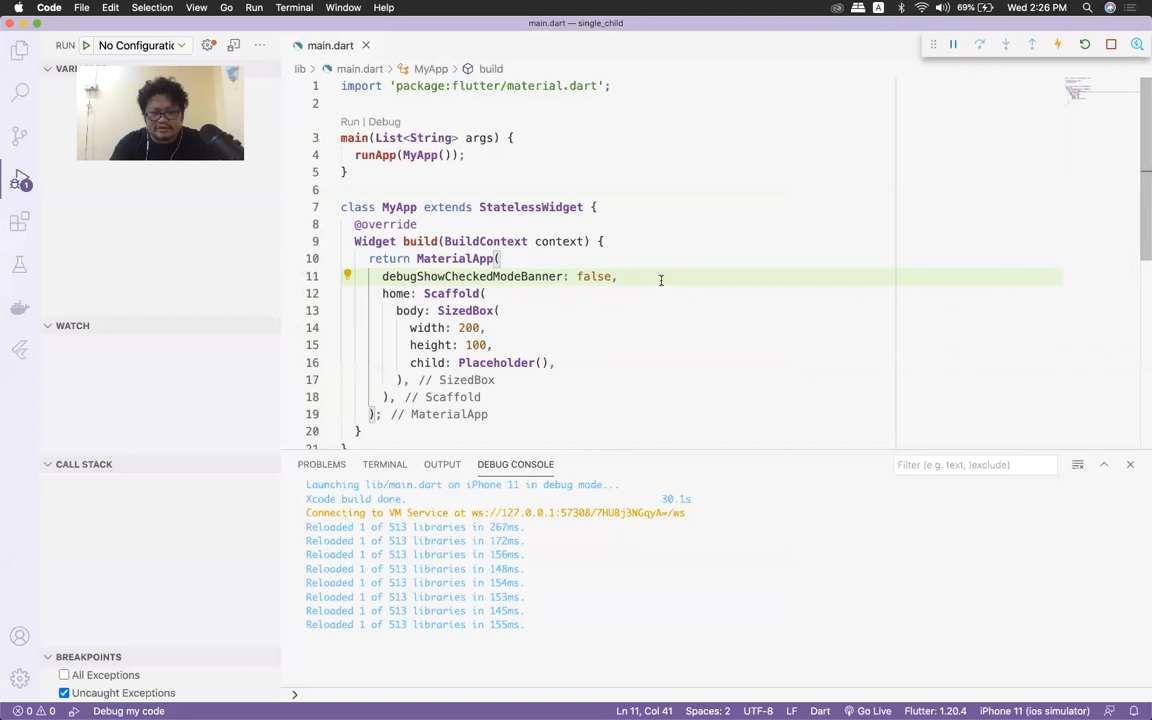 Code File Edit Selection View Go Run Terminal Window Help
A 69% Wed 2:26 PM
main.dart — single_child
RUN No Configuratic
main.dart
VARIABLES
lib > main.dart > MyApp > build
1 import 'package:flutter/material.dart';
2
Run | Debug
3 main(List<String> args) {
4 runApp(MyApp());
5 }
6
7 class MyApp extends StatelessWidget {
8 @override
9 Widget build(BuildContext context) {
10 return MaterialApp(
11 debugShowCheckedModeBanner: false,
12 home: Scaffold(
13 body: SizedBox(
14 width: 200,
15 height: 100,
16 child: Placeholder(),
17 ), // SizedBox
18 ), // Scaffold
19 ); // MaterialApp
20 }
21 }
1
WATCH
CALL STACK
BREAKPOINTS
All Exceptions
Uncaught Exceptions
PROBLEMS TERMINAL OUTPUT DEBUG CONSOLE
Filter (e.g. text, !exclude)
Launching lib/main.dart on iPhone 11 in debug mode...
Xcode build done. 30.1s
Connecting to VM Service at ws://127.0.0.1:57308/7HU8j3NGqyA=/ws
Reloaded 1 of 513 libraries in 267ms.
Reloaded 1 of 513 libraries in 172ms.
Reloaded 1 of 513 libraries in 156ms.
Reloaded 1 of 513 libraries in 148ms.
Reloaded 1 of 513 libraries in 154ms.
Reloaded 1 of 513 libraries in 153ms.
Reloaded 1 of 513 libraries in 145ms.
Reloaded 1 of 513 libraries in 155ms.
>
0 0 Debug my code
Ln 11, Col 41 Spaces: 2 UTF-8 LF Dart Go Live Flutter: 1.20.4 iPhone 11 (ios simulator)